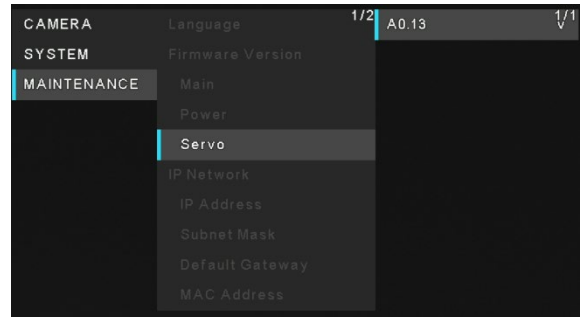 CAMERA
SYSTEM
MAINTENANCE
1/2
Language
Firmware Version
Main
Power
Servo
IP Network
IP Address
Subnet Mask
Default Gateway
MAC Address
1/1
A0.13
v